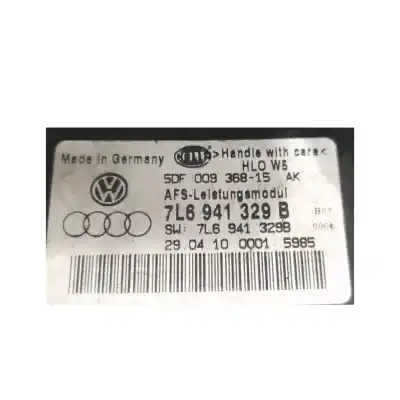 Made in Germany >Handle with care<
HLO W5
5DF 009 368-15 AK
AFS-Leistungsmodul
7L6 941 329 B
SW: 7L6 941 329B
29.04.10 0001 5985